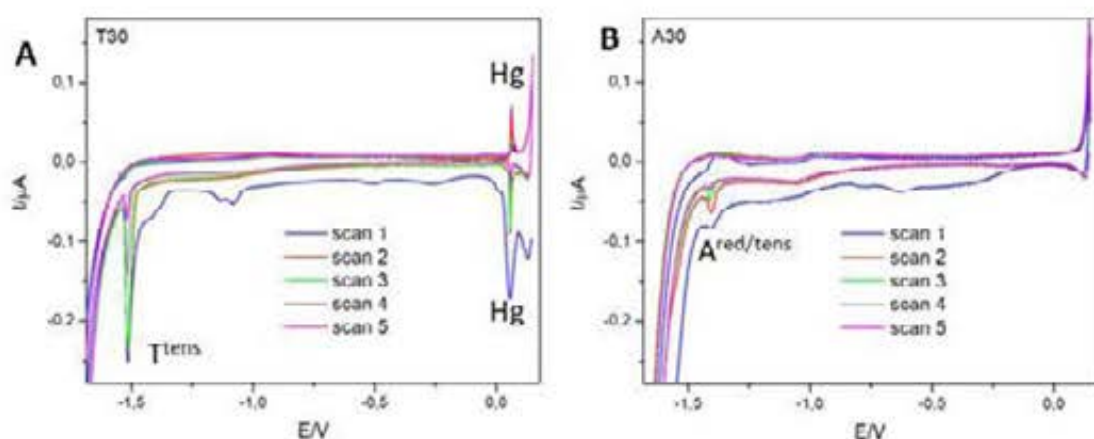 A
T30
Hg
0,1
0,0
-0,1
-0,2
I/µA
scan 1
scan 2
scan 3
scan 4
scan 5
Hg
T^tens
-1,5
-1,0
-0,5
0,0
E/V
B
A30
0,1
0,0
-0,1
-0,2
I/µA
A^red/tens
scan 1
scan 2
scan 3
scan 4
scan 5
-1,5
-1,0
-0,5
0,0
E/V